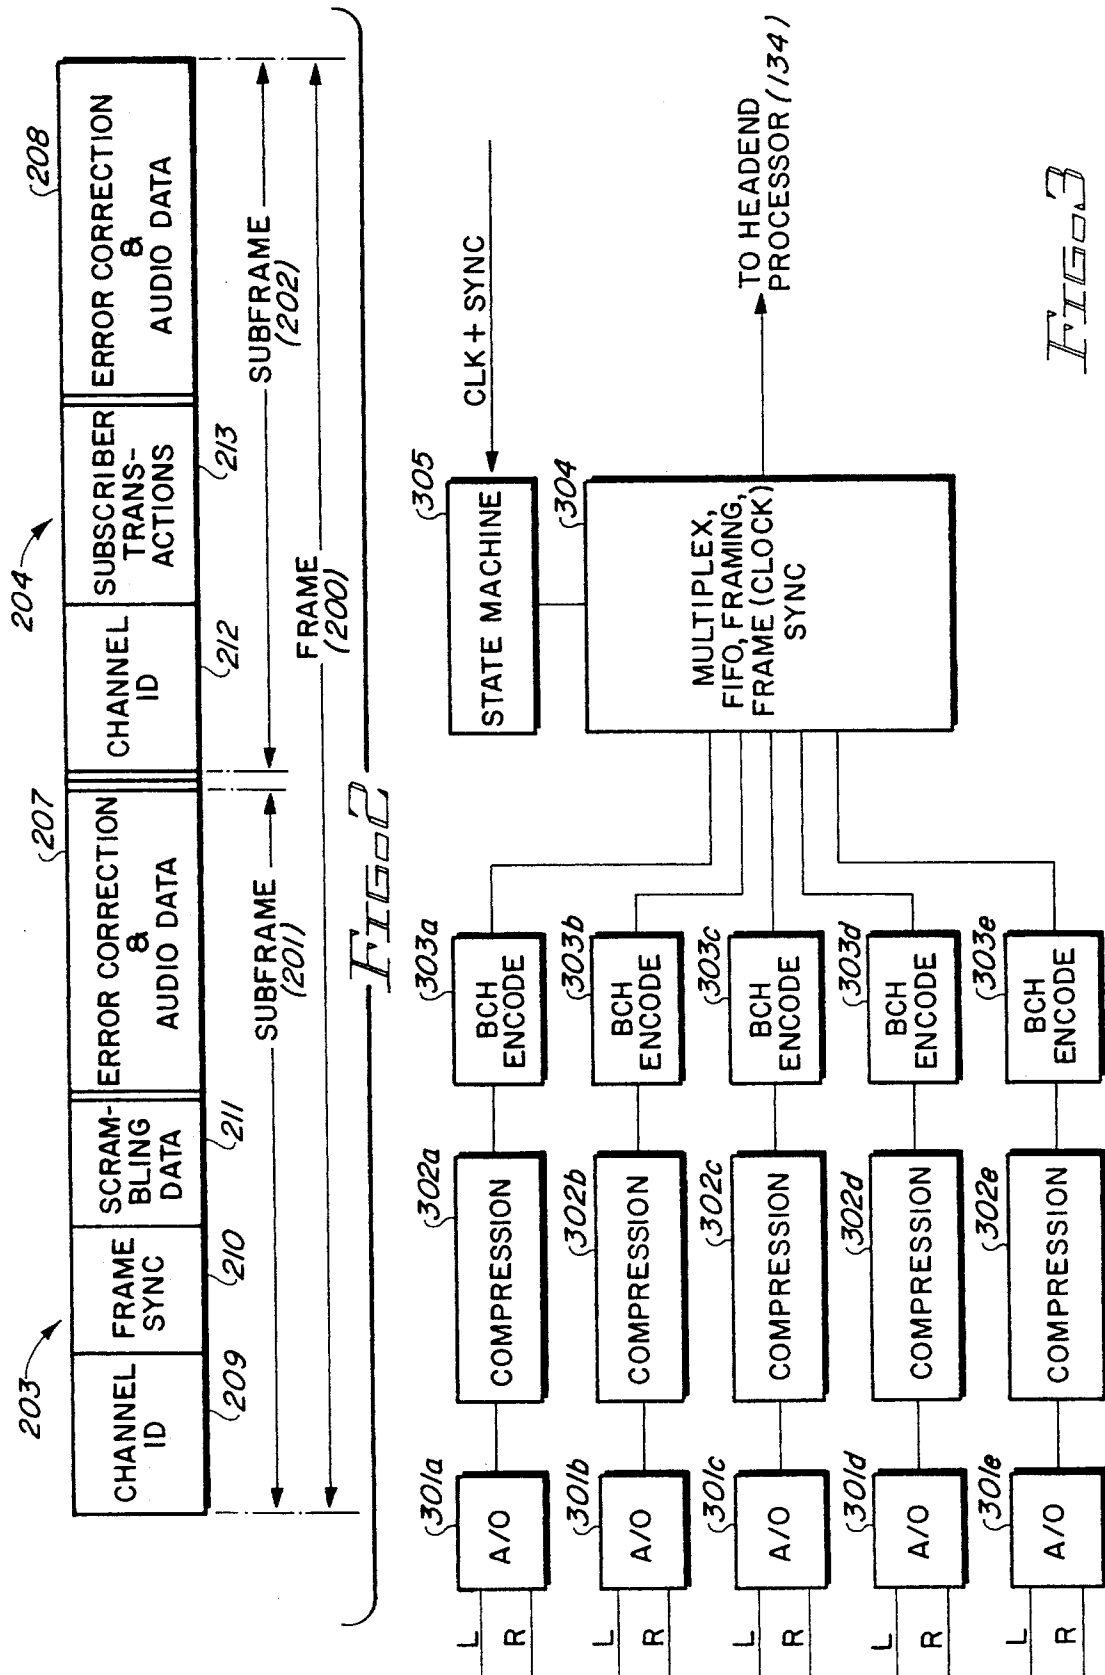 203
204
207
208
CHANNEL
ID
FRAME
SYNC
SCRAM-
BLING
DATA
ERROR CORRECTION
&
AUDIO DATA
CHANNEL
ID
SUBSCRIBER
TRANS-
ACTIONS
ERROR CORRECTION
&
AUDIO DATA
209
210
211
212
213
SUBFRAME
(201)
SUBFRAME
(202)
FRAME
(200)
FIG-2
L
R
301a
A/O
302a
COMPRESSION
303a
BCH
ENCODE
L
R
301b
A/O
302b
COMPRESSION
303b
BCH
ENCODE
L
R
301c
A/O
302c
COMPRESSION
303c
BCH
ENCODE
L
R
301d
A/O
302d
COMPRESSION
303d
BCH
ENCODE
L
R
301e
A/O
302e
COMPRESSION
303e
BCH
ENCODE
305
STATE MACHINE
CLK + SYNC
304
MULTIPLEX,
FIFO, FRAMING,
FRAME (CLOCK)
SYNC
TO HEADEND
PROCESSOR (134)
FIG-3